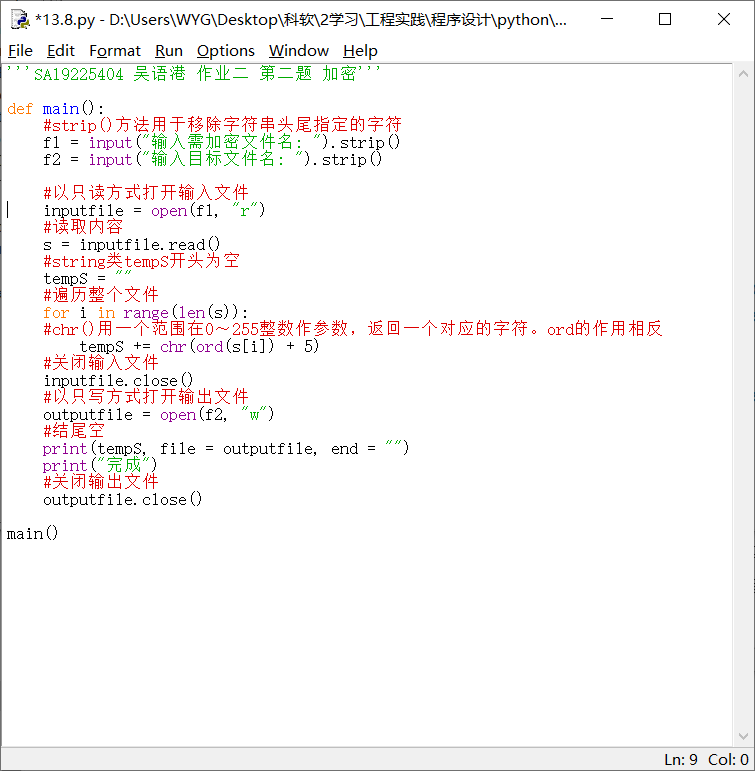 *13.8.py - D:\Users\WYG\Desktop\科软\2学习\工程实践\程序设计\python\...
File Edit Format Run Options Window Help
'''SA19225404 吴语港 作业二 第二题 加密'''
def main():
    #strip()方法用于移除字符串头尾指定的字符
    f1 = input("输入需加密文件名: ").strip()
    f2 = input("输入目标文件名: ").strip()
    #以只读方式打开输入文件
    inputfile = open(f1, "r")
    #读取内容
    s = inputfile.read()
    #string类tempS开头为空
    tempS = ""
    #遍历整个文件
    for i in range(len(s)):
    #chr()用一个范围在0～255整数作参数，返回一个对应的字符。ord的作用相反
        tempS += chr(ord(s[i]) + 5)
    #关闭输入文件
    inputfile.close()
    #以只写方式打开输出文件
    outputfile = open(f2, "w")
    #结尾空
    print(tempS, file = outputfile, end = "")
    print("完成")
    #关闭输出文件
    outputfile.close()
main()
Ln: 9 Col: 0